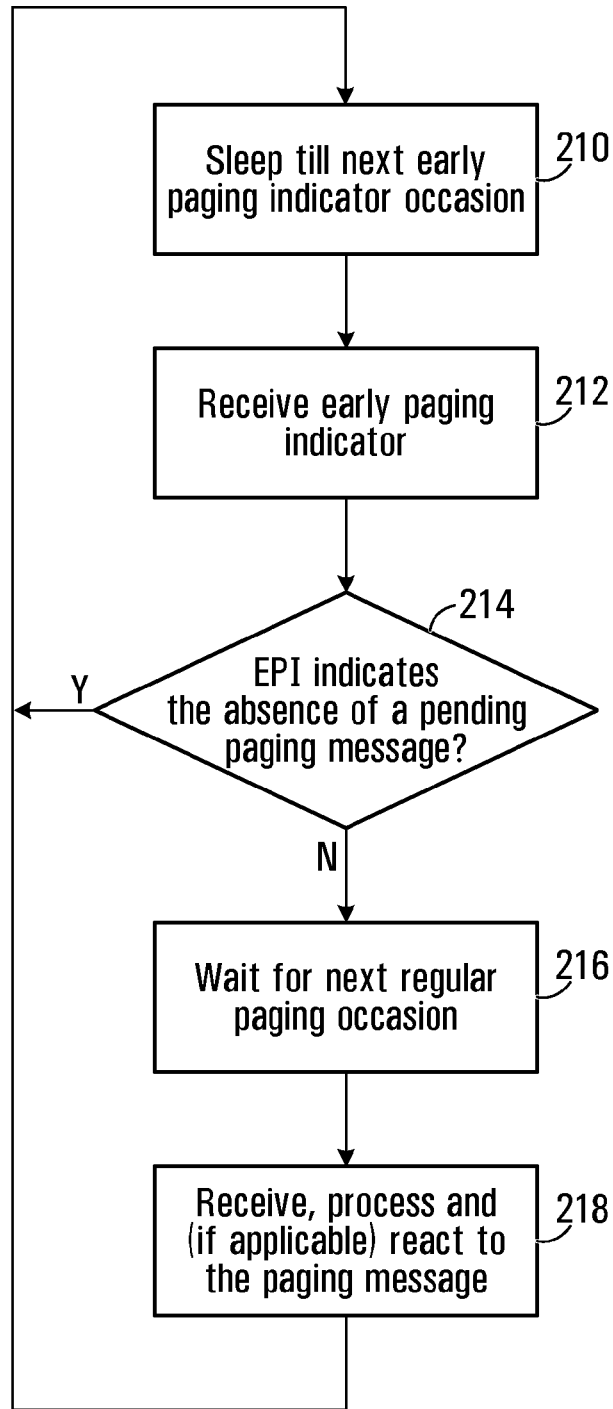 Sleep till next early
paging indicator occasion
210
Receive early paging
indicator
212
214
EPI indicates
the absence of a pending
paging message?
Y
N
Wait for next regular
paging occasion
216
Receive, process and
(if applicable) react to
the paging message
218